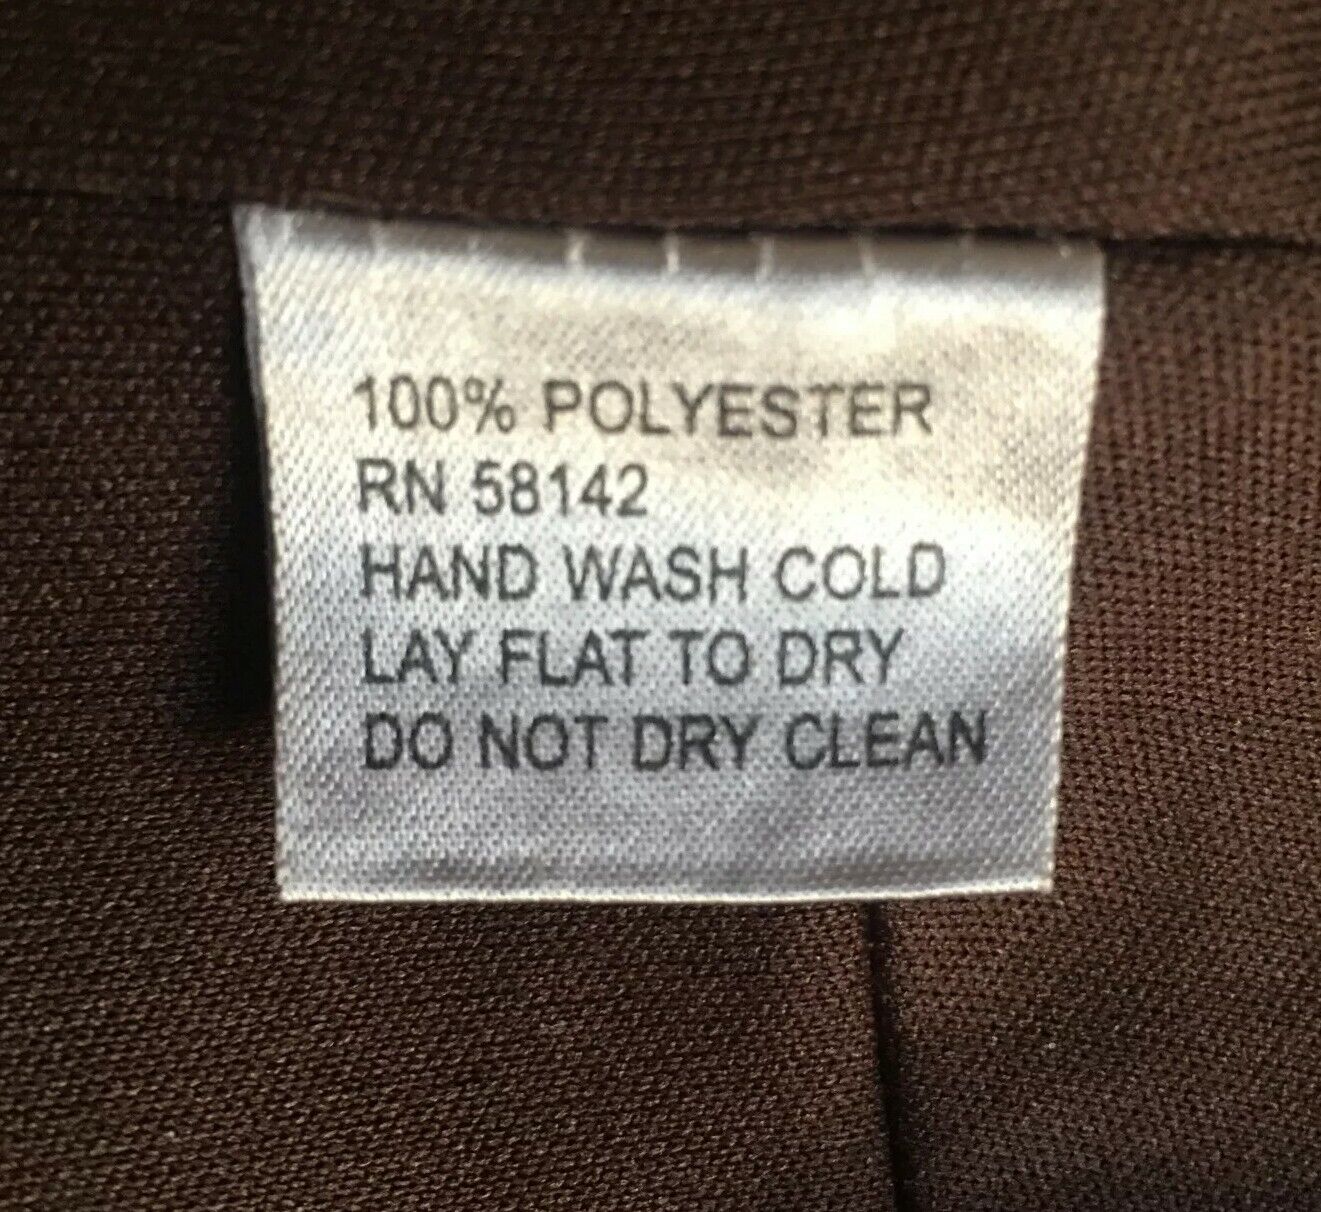 100% POLYESTER
RN 58142
HAND WASH COLD
LAY FLAT TO DRY
DO NOT DRY CLEAN